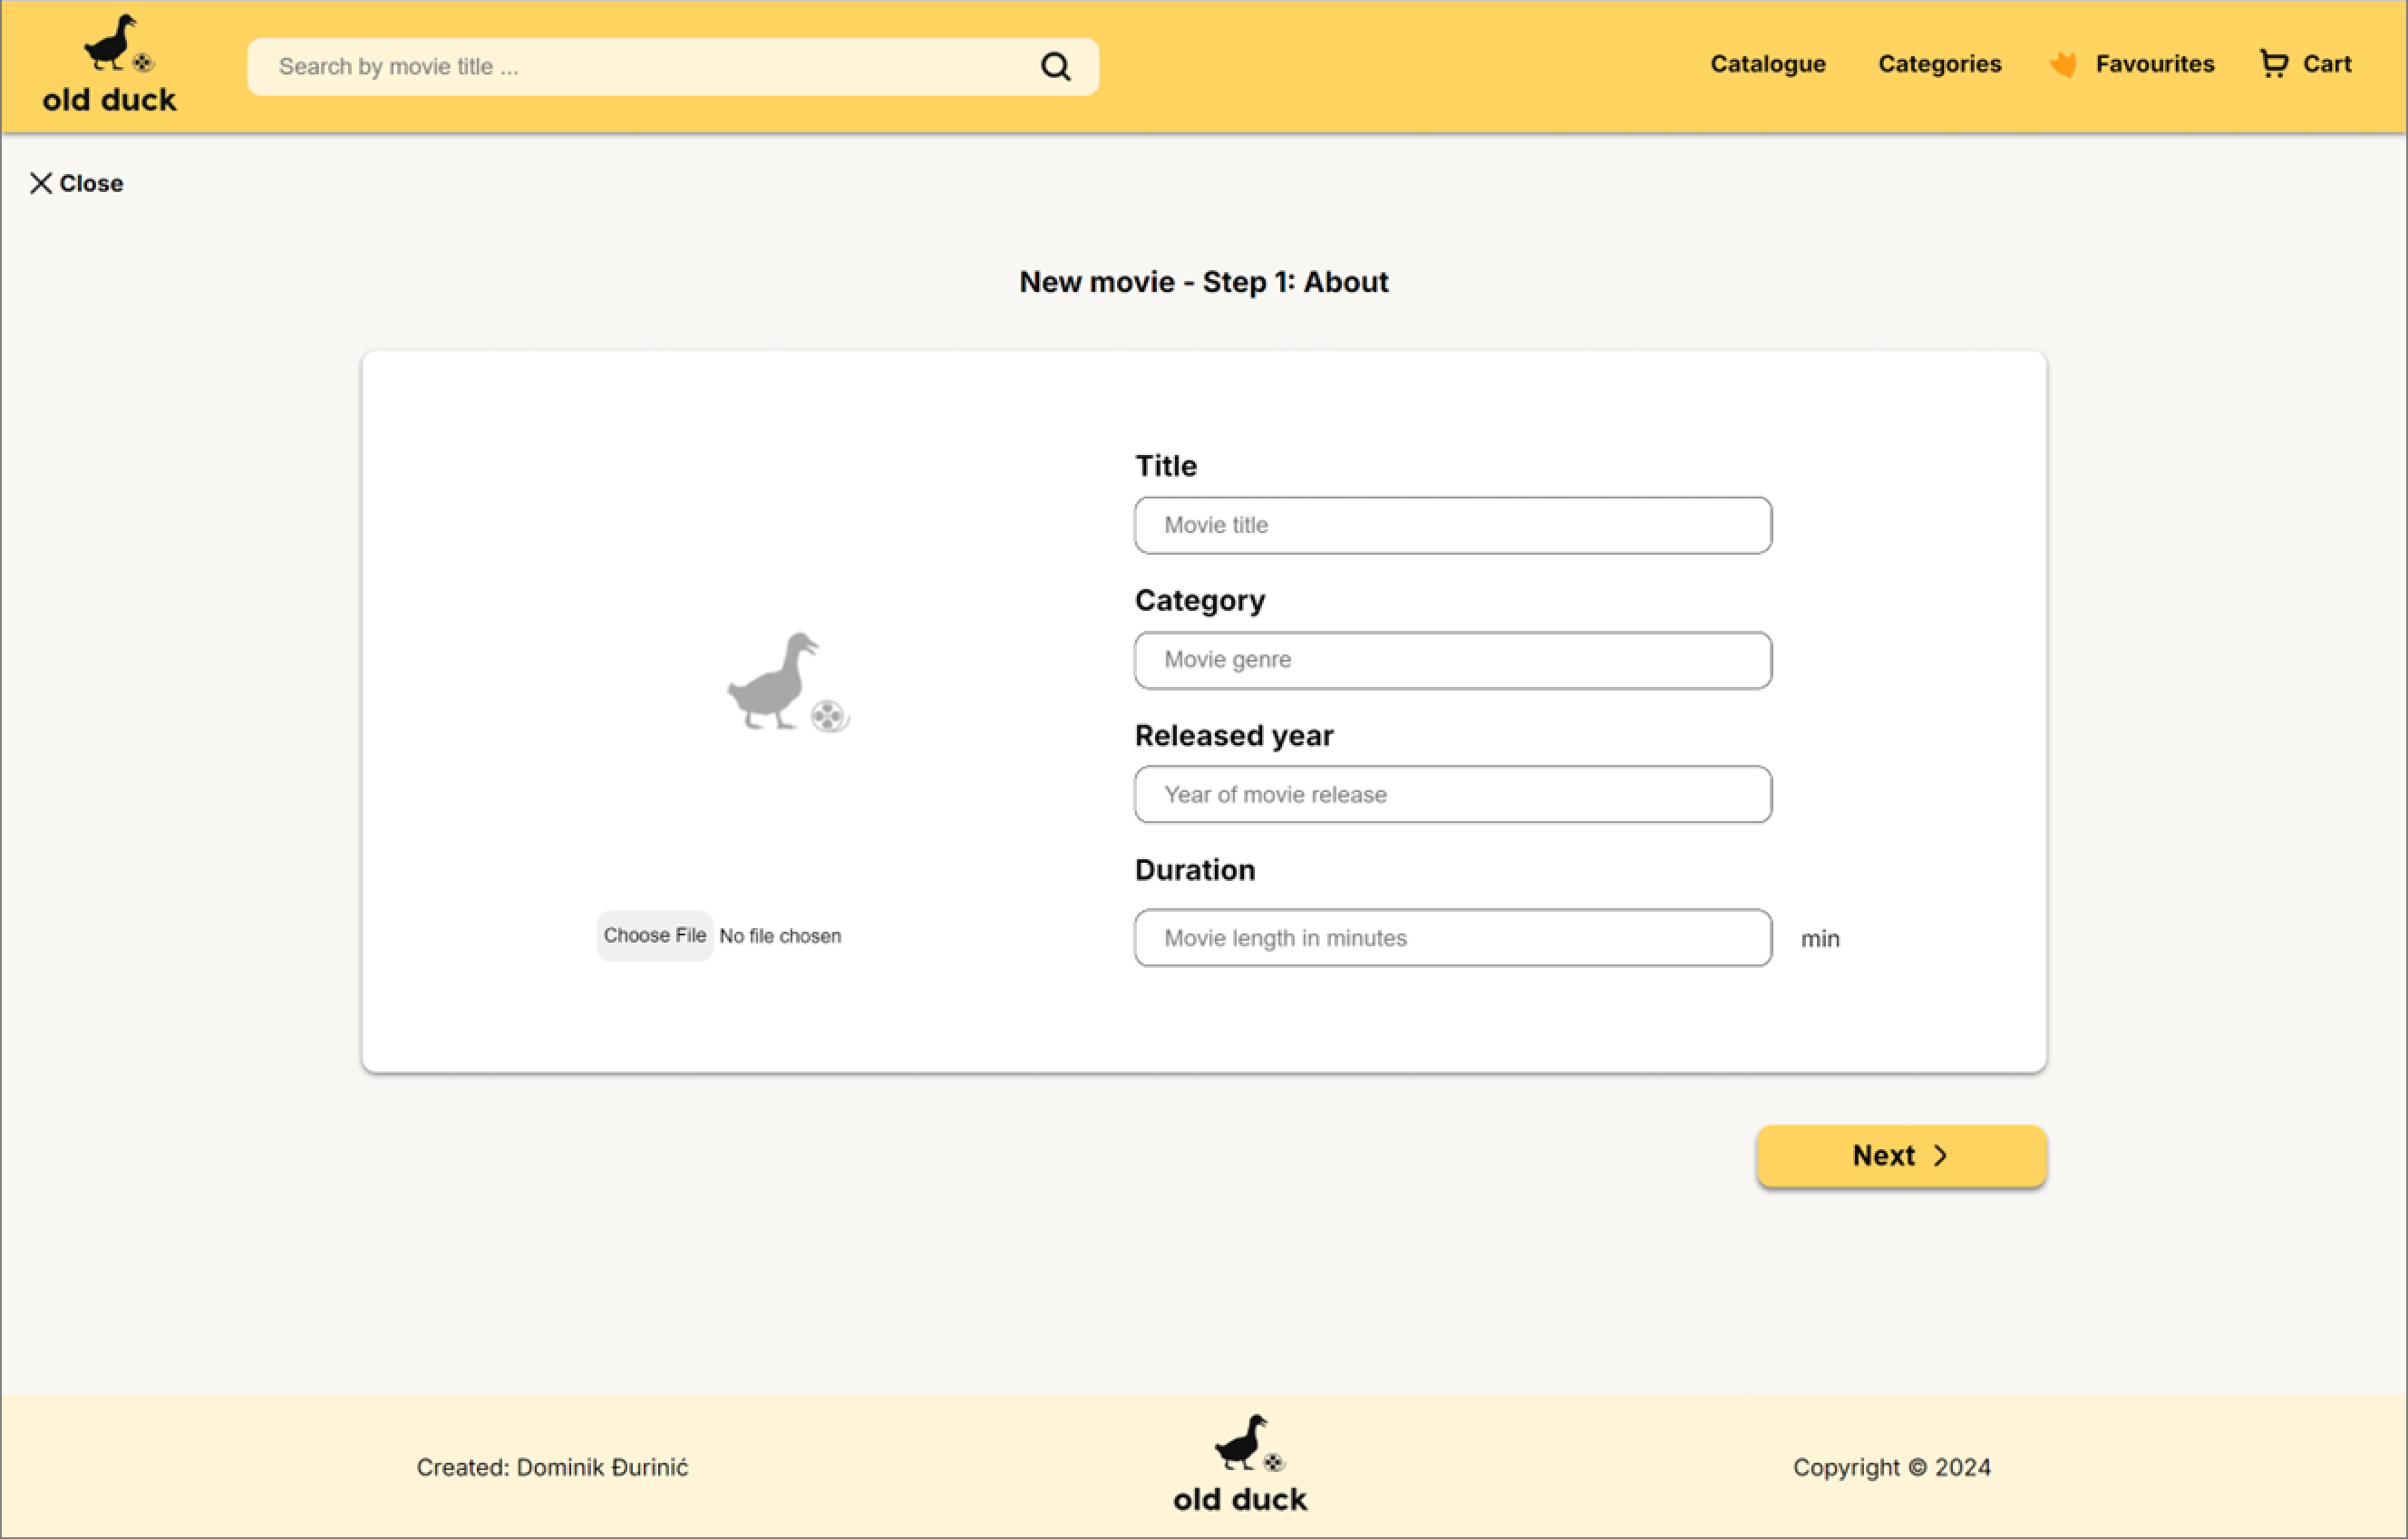 old duck
Search by movie title ...
Catalogue
Categories
Favourites
Cart
Close
New movie - Step 1: About
Title
Movie title
Category
Movie genre
Released year
Year of movie release
Duration
Movie length in minutes
min
Choose File No file chosen
Next
Created: Dominik Đurinić
old duck
Copyright © 2024